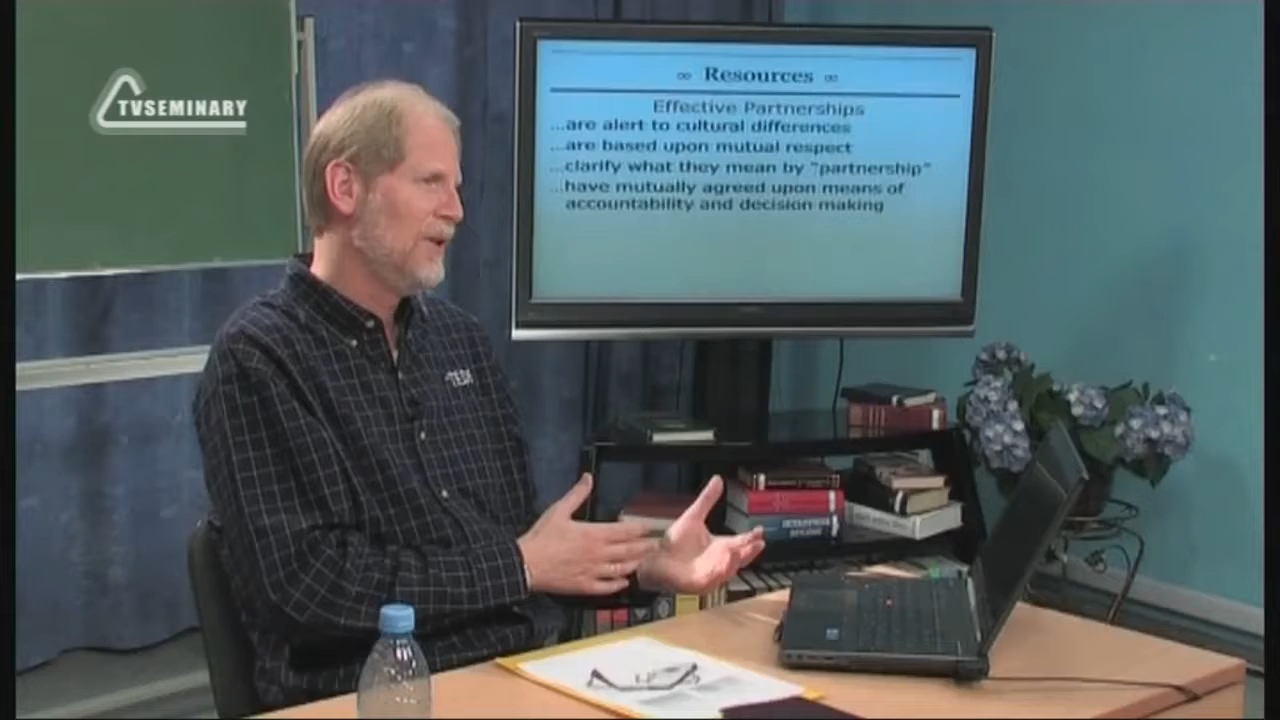 TVSEMINARY
∞ Resources ∞
Effective Partnerships
...are alert to cultural differences
...are based upon mutual respect
...clarify what they mean by "partnership"
...have mutually agreed upon means of
accountability and decision making